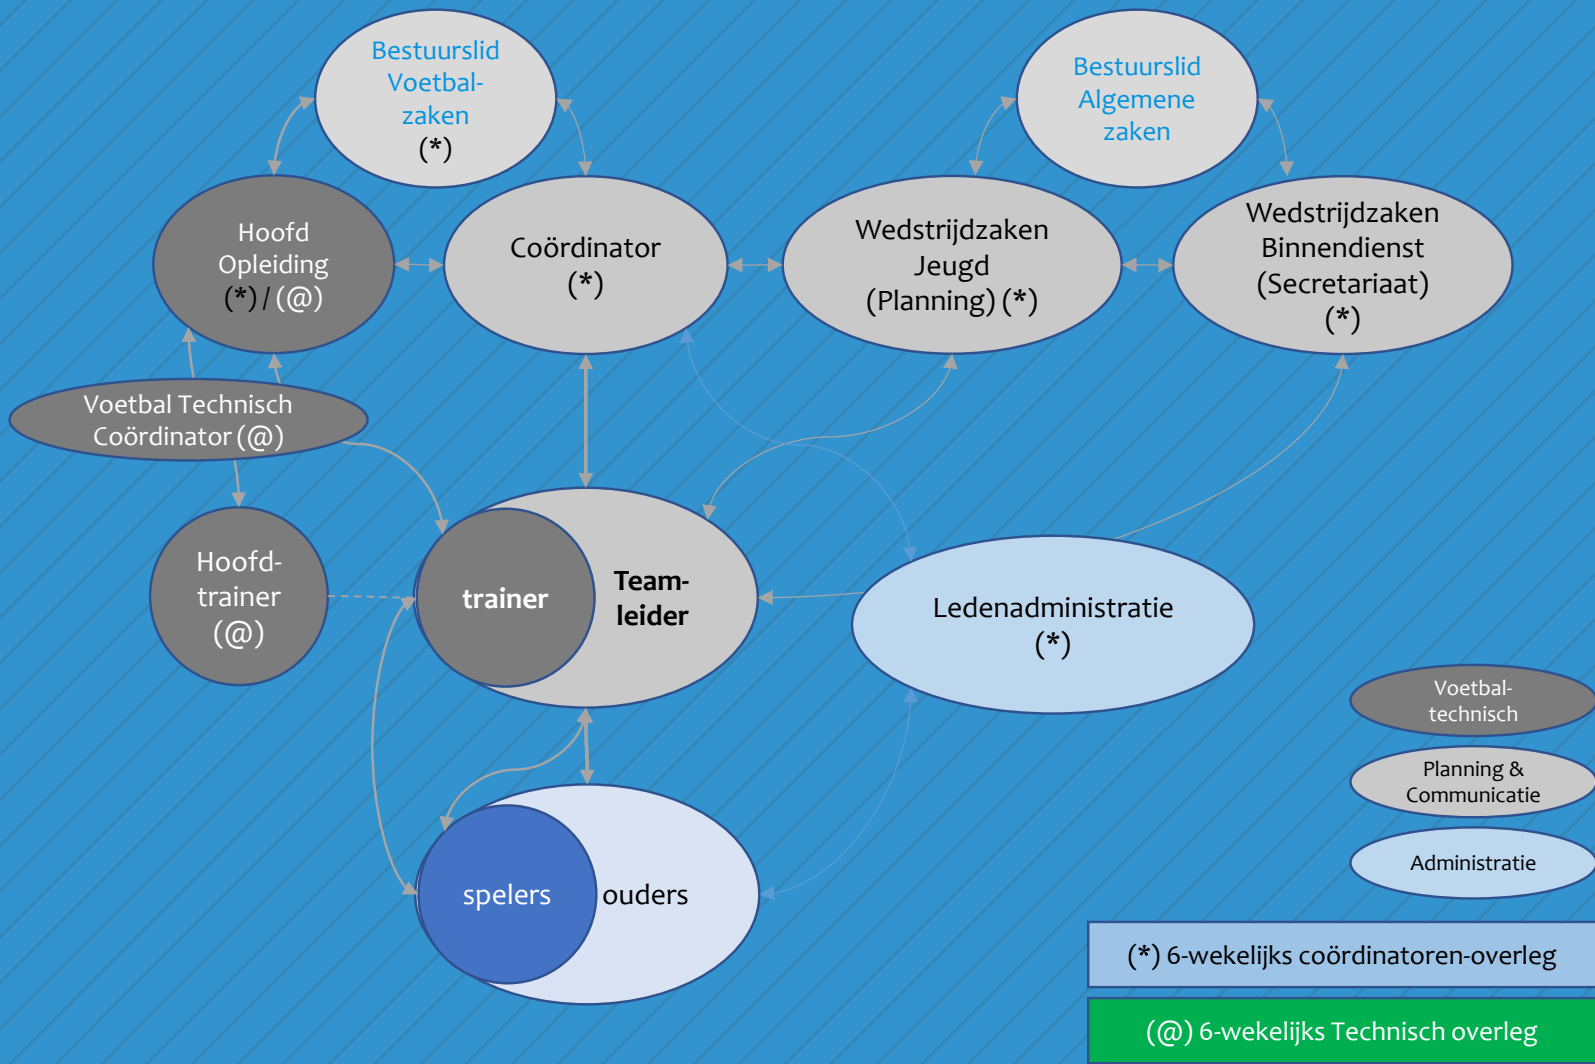 Bestuurslid
Voetbal-
zaken
(*)
Bestuurslid
Algemene
zaken
Hoofd
Opleiding
(*) / (@)
Coördinator
(*)
Wedstrijdzaken
Jeugd
(Planning) (*)
Wedstrijdzaken
Binnendienst
(Secretariaat)
(*)
Voetbal Technisch
Coördinator (@)
Hoofd-
trainer
(@)
trainer
Team-
leider
Ledenadministratie
(*)
spelers
ouders
Voetbal-
technisch
Planning &
Communicatie
Administratie
(*) 6-wekelijks coördinatoren-overleg
(@) 6-wekelijks Technisch overleg